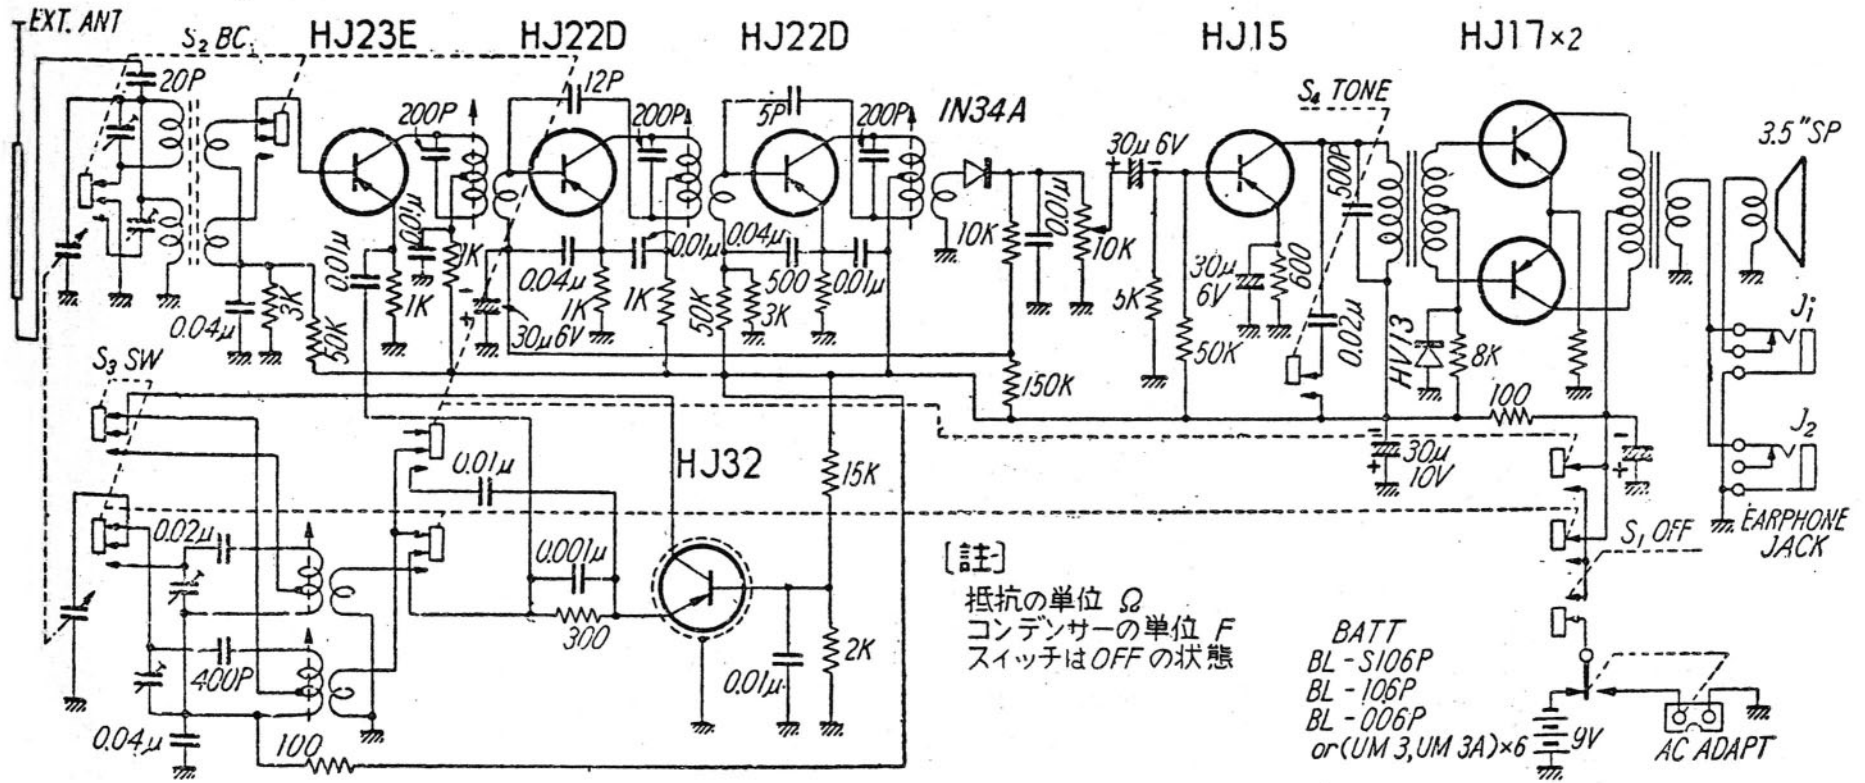 EXT. ANT
S2 BC
HJ23E
HJ22D
HJ22D
HJ15
HJ17×2
20P
12P
200P
200P
5P
200P
1N34A
S4 TONE
3.5"SP
30μ 6V
500P
0.01μ
0.01μ
1K
0.04μ
0.01μ
0.04μ
10K
0.01μ
10K
0.04μ
3K
50K
1K
30μ 6V
1K
1K
50K
500
3K
0.01μ
5K
50K
30μ
6V
600
0.02μ
HV13
8K
100
J1
J2
150K
S3 SW
HJ32
0.01μ
15K
30μ
10V
EARPHONE
JACK
0.02μ
0.001μ
300
S1 OFF
400P
0.04μ
100
0.01μ
2K
[註]
抵抗の単位 Ω
コンデンサーの単位 F
スイッチはOFFの状態
BATT
BL-S106P
BL-106P
BL-006P
or(UM3,UM3A)×6
9V
AC ADAPT